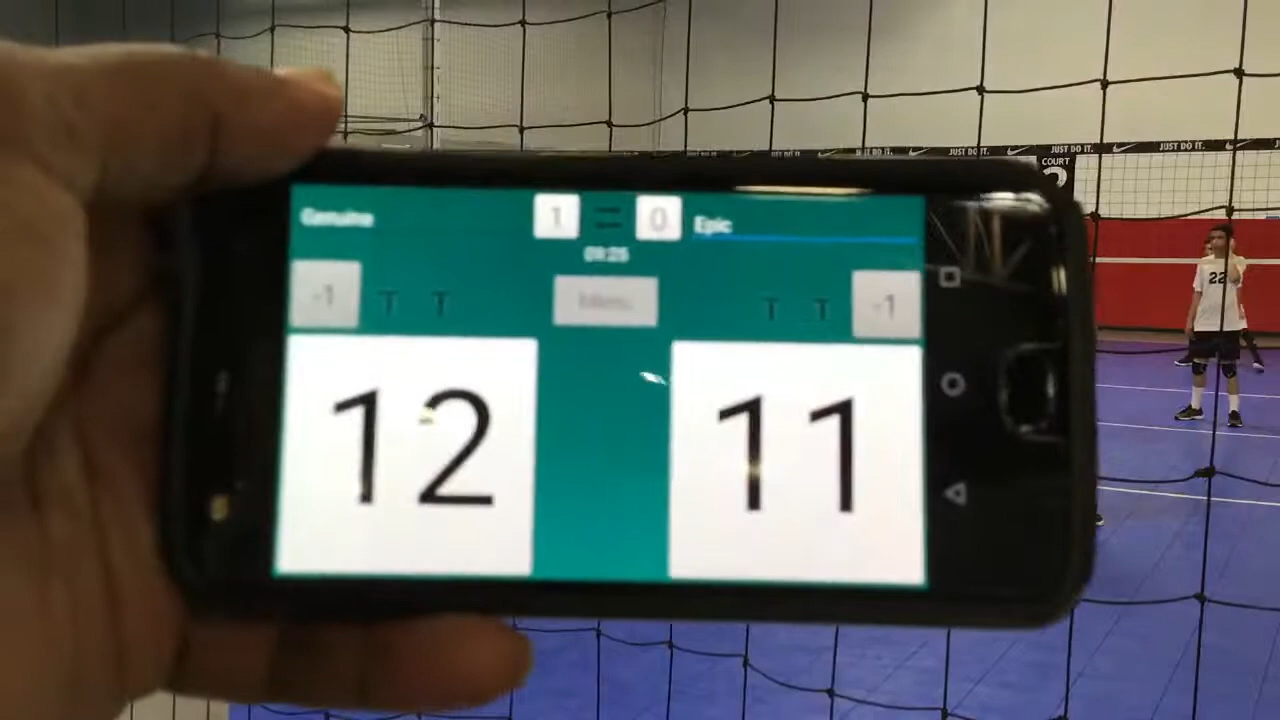 JUST DO IT. JUST DO IT. JUST DO IT.
COURT
Genuine 1 0 Epic
09:25
-1 T T Menu T T -1
22
12 11